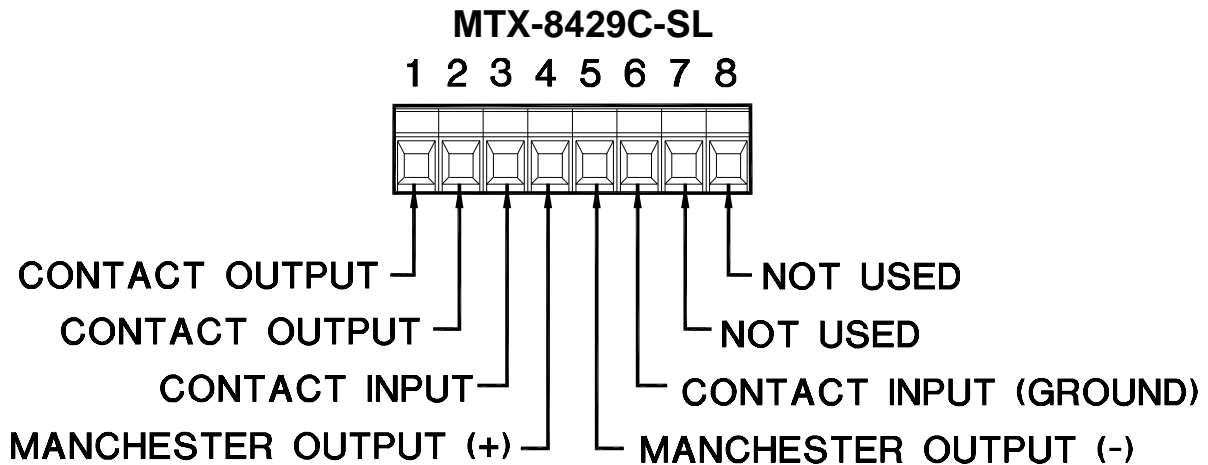 MTX-8429C-SL
1 2 3 4 5 6 7 8
CONTACT OUTPUT
NOT USED
CONTACT OUTPUT
NOT USED
CONTACT INPUT
CONTACT INPUT (GROUND)
MANCHESTER OUTPUT (+)
MANCHESTER OUTPUT (-)